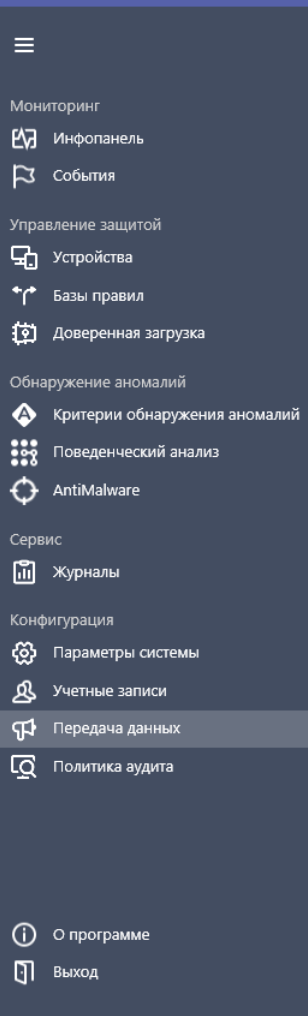 Мониторинг
Инфопанель
События
Управление защитой
Устройства
Базы правил
Доверенная загрузка
Обнаружение аномалий
Критерии обнаружения аномалий
Поведенческий анализ
AntiMalware
Сервис
Журналы
Конфигурация
Параметры системы
Учетные записи
Передача данных
Политика аудита
О программе
Выход